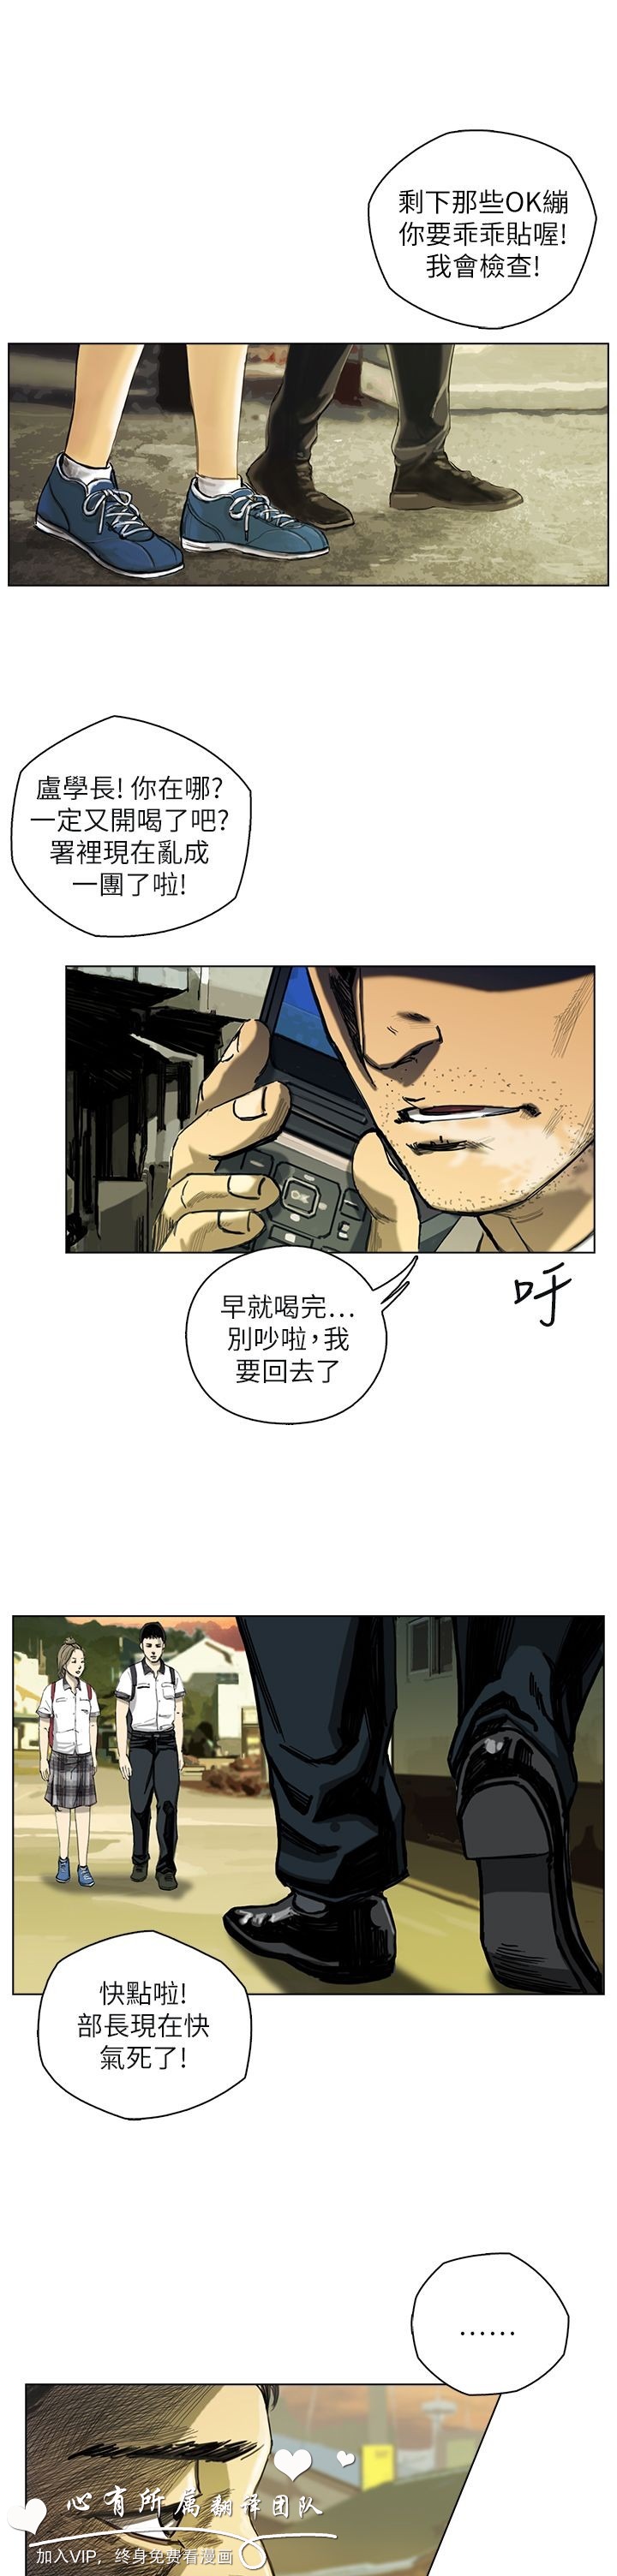 剩下那些OK繃
你要乖乖貼喔!
我會檢查!
盧學長! 你在哪?
一定又開喝了吧?
署裡現在亂成
一團了啦!
OK
早就喝完...
別吵啦，我
要回去了
吁
快點啦!
部長現在快
氣死了!
......
心有所属翻译团队
加入VIP，终身免费看漫画